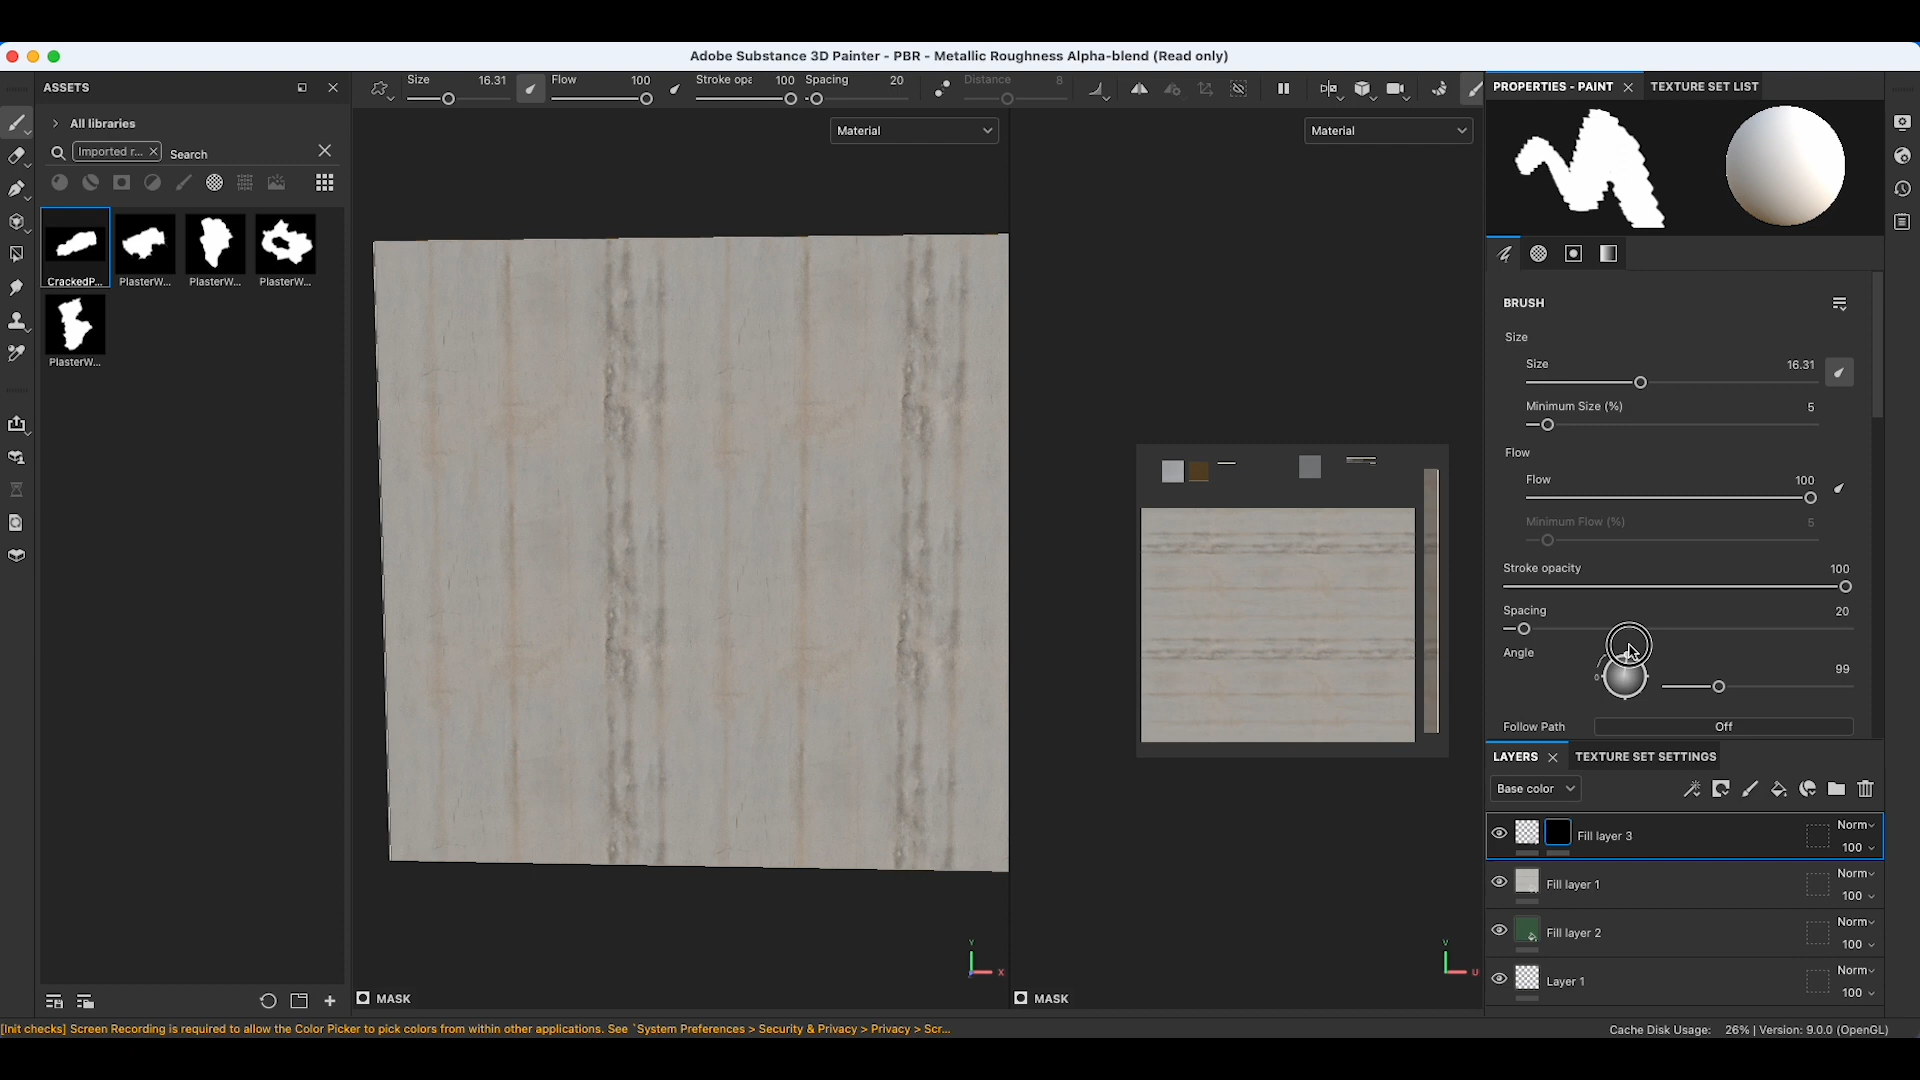 Adobe Substance 3D Painter - PBR - Metallic Roughness Alpha-blend (Read only)
ASSETS
Size 16.31
Flow 100
Stroke opa 100
Spacing 20
Distance 8
PROPERTIES - PAINT
TEXTURE SET LIST
All libraries
Imported r...
Search
Material
Material
CrackedP...
PlasterW...
PlasterW...
PlasterW...
PlasterW...
BRUSH
Size
Size 16.31
Minimum Size (%) 5
Flow
Flow 100
Minimum Flow (%) 5
Stroke opacity 100
Spacing 20
Angle
0
99
Follow Path Off
LAYERS
TEXTURE SET SETTINGS
Base color
Fill layer 3 Norm 100
Fill layer 1 Norm 100
Fill layer 2 Norm 100
Layer 1 Norm 100
Y
X
V
U
MASK
MASK
[Init checks] Screen Recording is required to allow the Color Picker to pick colors from within other applications. See `System Preferences > Security & Privacy > Privacy > Scr...
Cache Disk Usage: 26% | Version: 9.0.0 (OpenGL)